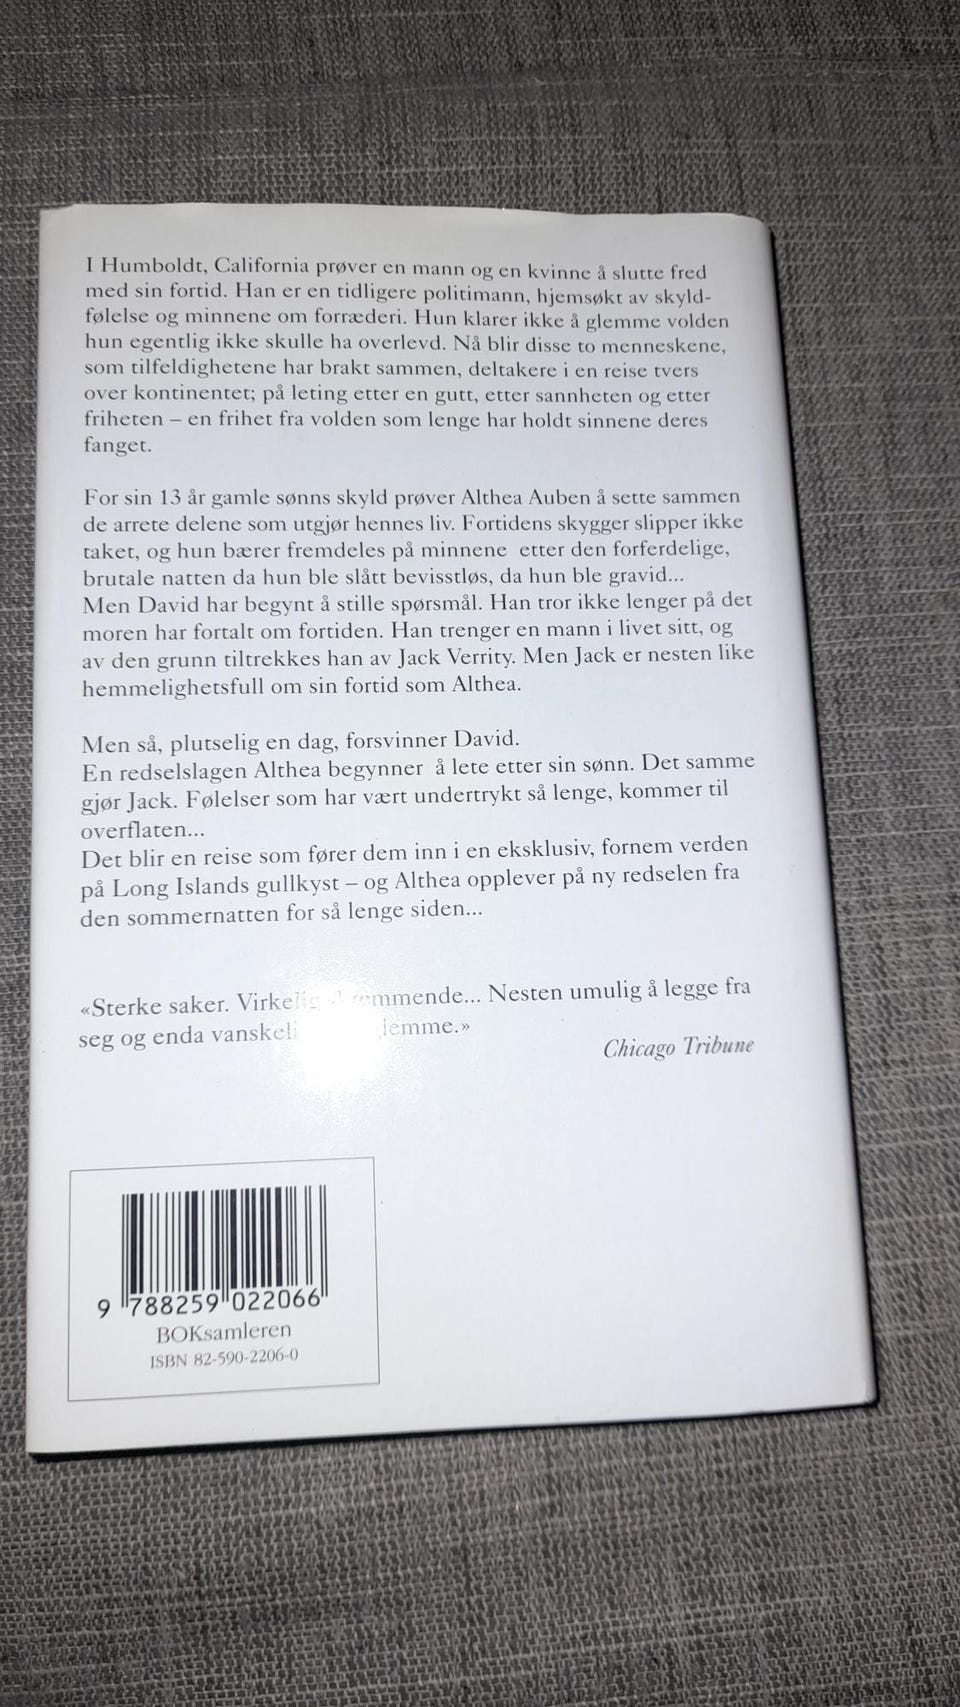 I Humboldt, California prøver en mann og en kvinne å slutte fred
med sin fortid. Han er en tidligere politimann, hjemsøkt av skyld-
følelse og minnene om forræderi. Hun klarer ikke å glemme volden
hun egentlig ikke skulle ha overlevd. Nå blir disse to menneskene,
som tilfeldighetene har brakt sammen, deltakere i en reise tvers
over kontinentet; på leting etter en gutt, etter sannheten og etter
friheten – en frihet fra volden som lenge har holdt sinnene deres
fanget.
For sin 13 år gamle sønns skyld prøver Althea Auben å sette sammen
de arrete delene som utgjør hennes liv. Fortidens skygger slipper ikke
taket, og hun bærer fremdeles på minnene etter den forferdelige,
brutale natten da hun ble slått bevisstløs, da hun ble gravid...
Men David har begynt å stille spørsmål. Han tror ikke lenger på det
moren har fortalt om fortiden. Han trenger en mann i livet sitt, og
av den grunn tiltrekkes han av Jack Verrity. Men Jack er nesten like
hemmelighetsfull om sin fortid som Althea.
Men så, plutselig en dag, forsvinner David.
En redselslagen Althea begynner å lete etter sin sønn. Det samme
gjør Jack. Følelser som har vært undertrykt så lenge, kommer til
overflaten...
Det blir en reise som fører dem inn i en eksklusiv, fornem verden
på Long Islands gullkyst – og Althea opplever på ny redselen fra
den sommernatten for så lenge siden...
«Sterke saker. ... Nesten umulig å legge fra
seg og enda
Chicago Tribune
9 788259 022066
BOKsamleren
ISBN 82-590-2206-0